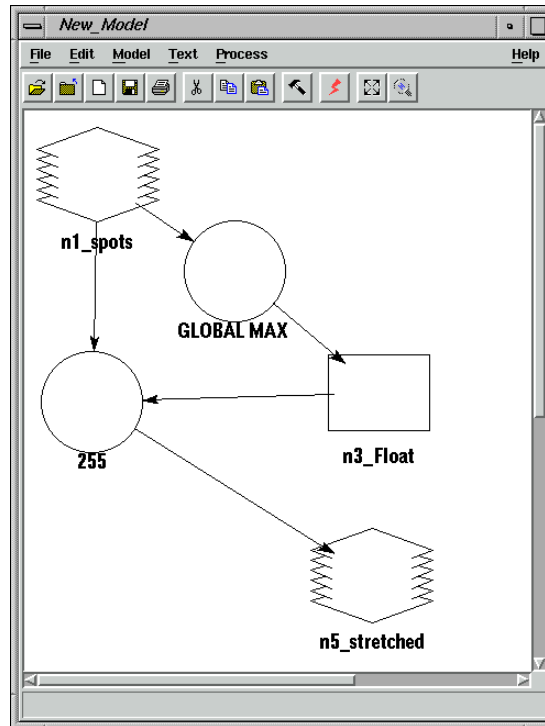 New_Model
File Edit Model Text Process Help
n1_spots
GLOBAL MAX
255
n3_Float
n5_stretched